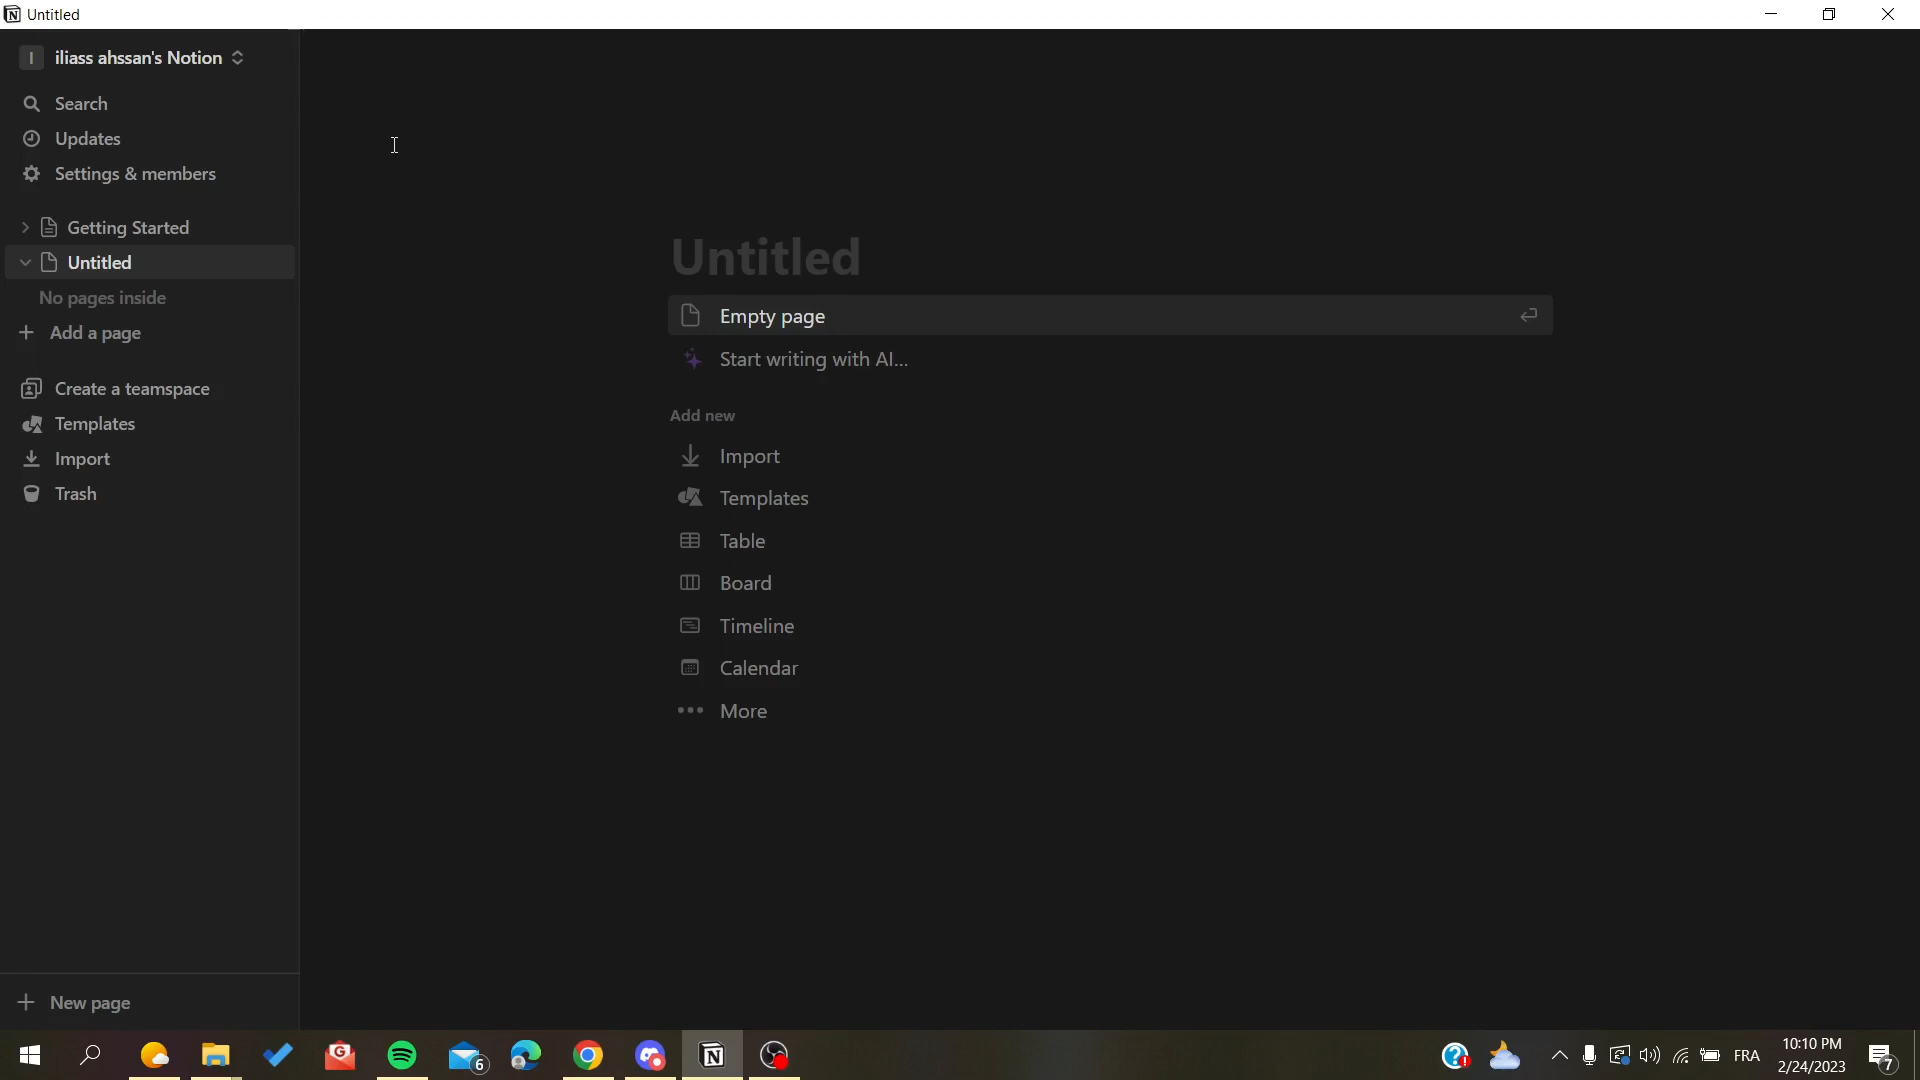 Untitled
I iliass ahssan's Notion
Search
Updates
Settings & members
Getting Started
Untitled
No pages inside
Add a page
Create a teamspace
Templates
Import
Trash
New page
Untitled
Empty page
Start writing with AI...
Add new
Import
Templates
Table
Board
Timeline
Calendar
More
6
FRA
10:10 PM
2/24/2023
7